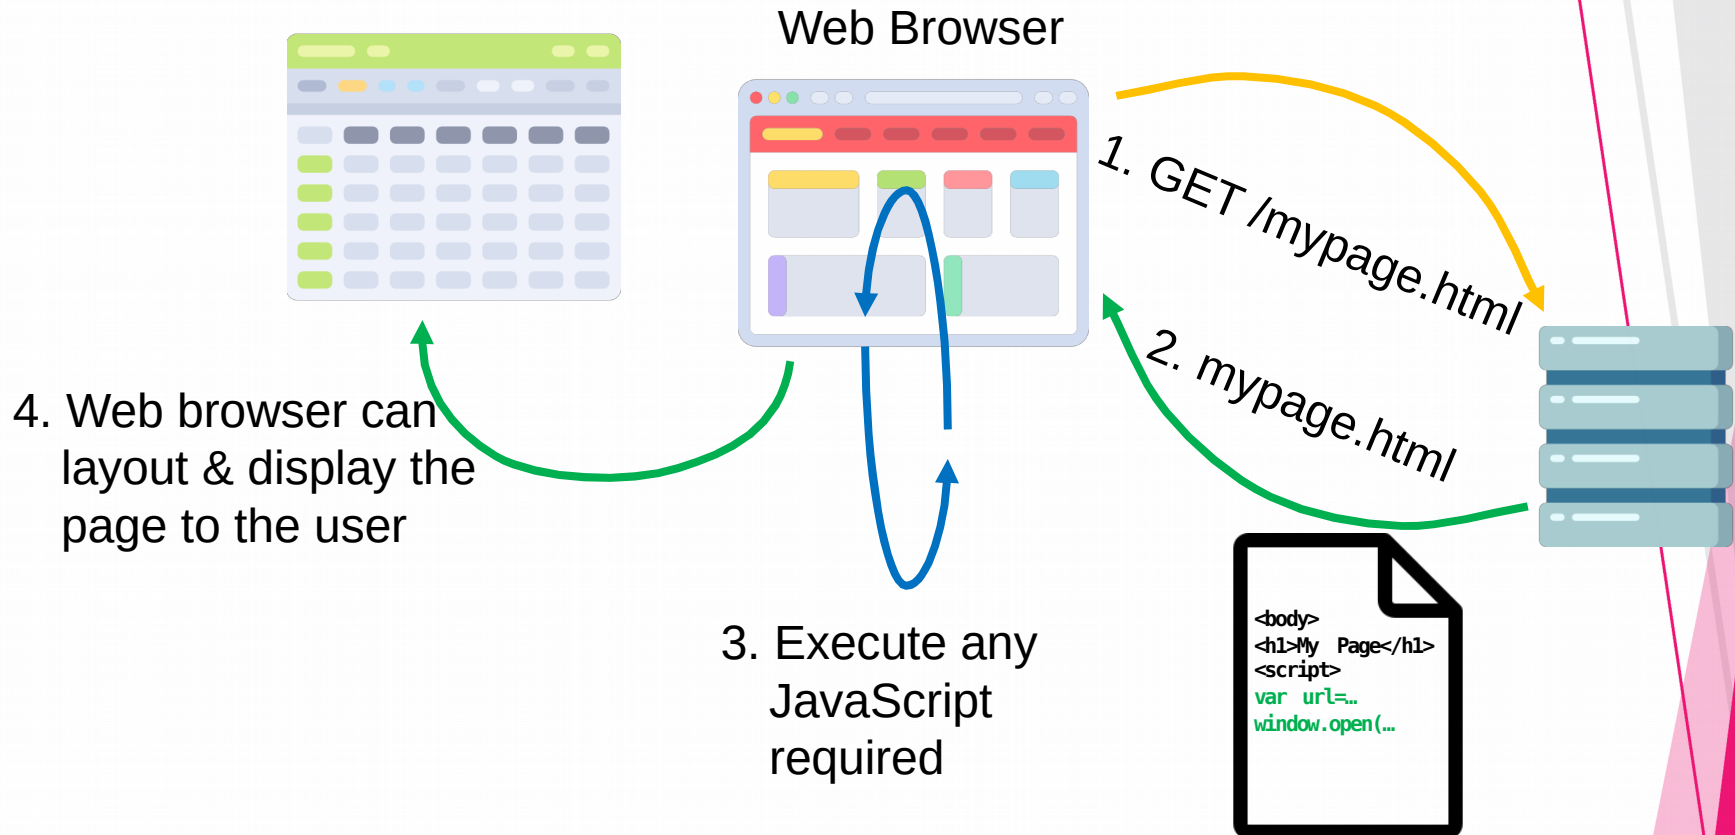 Web Browser
1. GET /mypage.html
2. mypage.html
3. Execute any
JavaScript
required
4. Web browser can
layout & display the
page to the user
<body>
<h1>My Page</h1>
<script>
var url=…
window.open(…